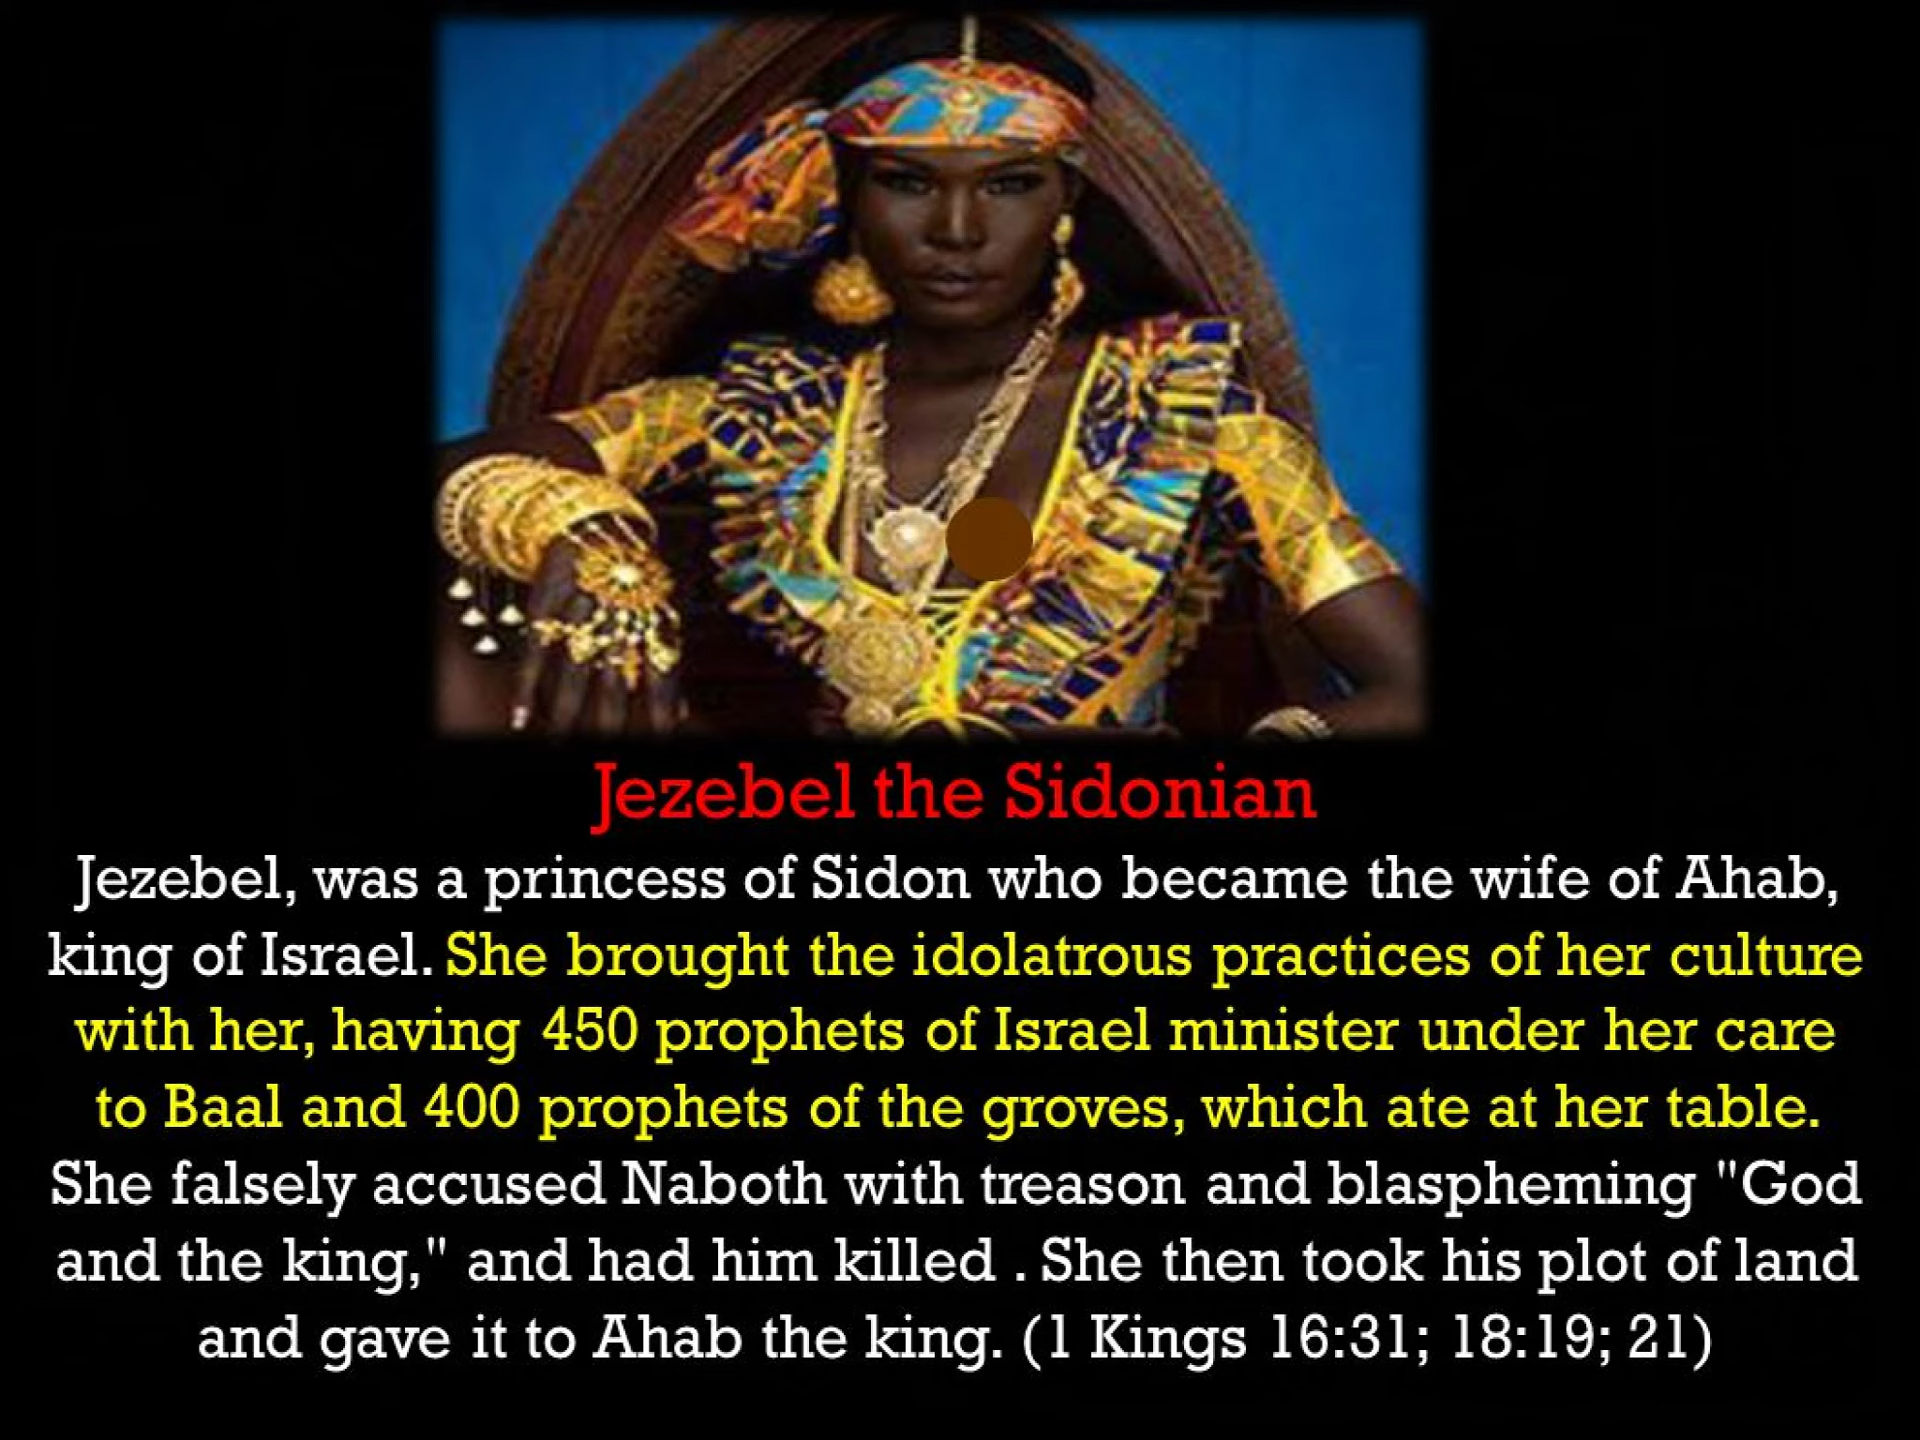 Jezebel the Sidonian
Jezebel, was a princess of Sidon who became the wife of Ahab,
king of Israel. She brought the idolatrous practices of her culture
with her, having 450 prophets of Israel minister under her care
to Baal and 400 prophets of the groves, which ate at her table.
She falsely accused Naboth with treason and blaspheming "God
and the king," and had him killed . She then took his plot of land
and gave it to Ahab the king. (1 Kings 16:31; 18:19; 21)